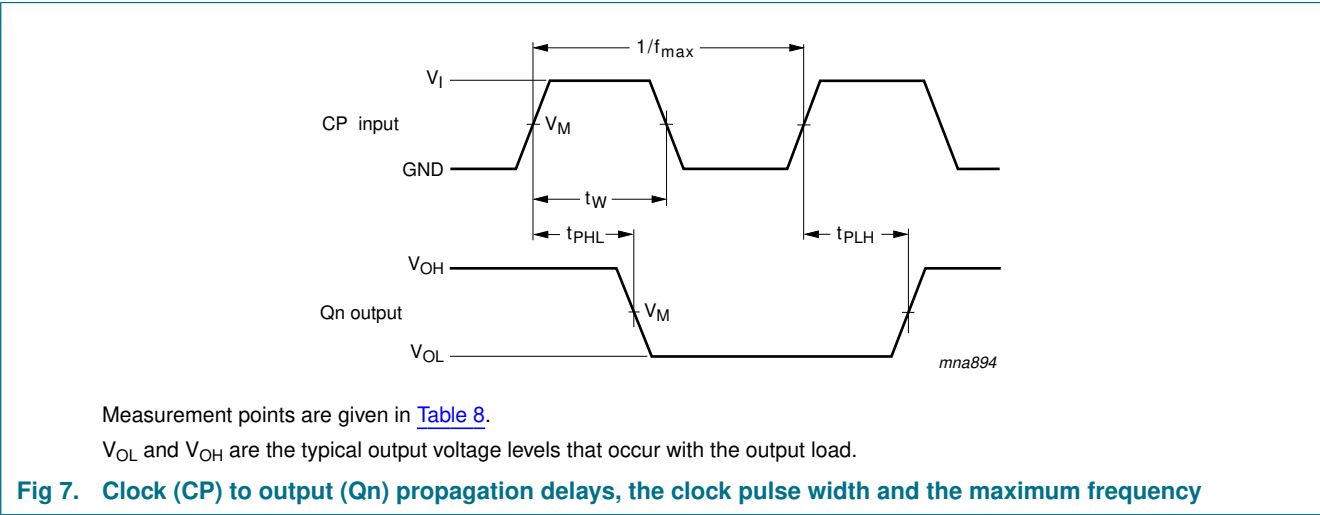 1/fmax
VI
CP input
VM
GND
tW
tPHL
tPLH
VOH
Qn output
VM
VOL
mna894
Measurement points are given in Table 8.
VOL and VOH are the typical output voltage levels that occur with the output load.
Fig 7. Clock (CP) to output (Qn) propagation delays, the clock pulse width and the maximum frequency